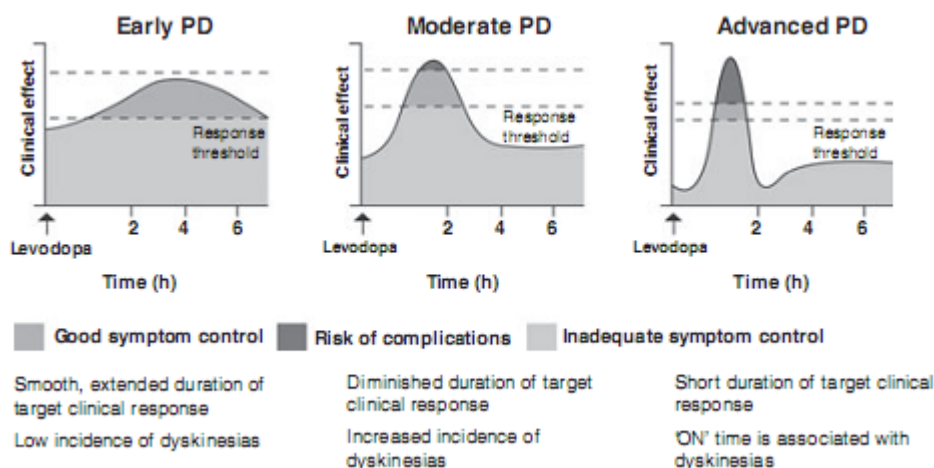 Early PD
Clinical effect
Response
threshold
2 4 6
Levodopa
Time (h)
Moderate PD
Clinical effect
Response
threshold
2 4 6
Levodopa
Time (h)
Advanced PD
Clinical effect
Response
threshold
2 4 6
Levodopa
Time (h)
Good symptom control
Risk of complications
Inadequate symptom control
Smooth, extended duration of
target clinical response
Low incidence of dyskinesias
Diminished duration of target
clinical response
Increased incidence of
dyskinesias
Short duration of target clinical
response
'ON' time is associated with
dyskinesias